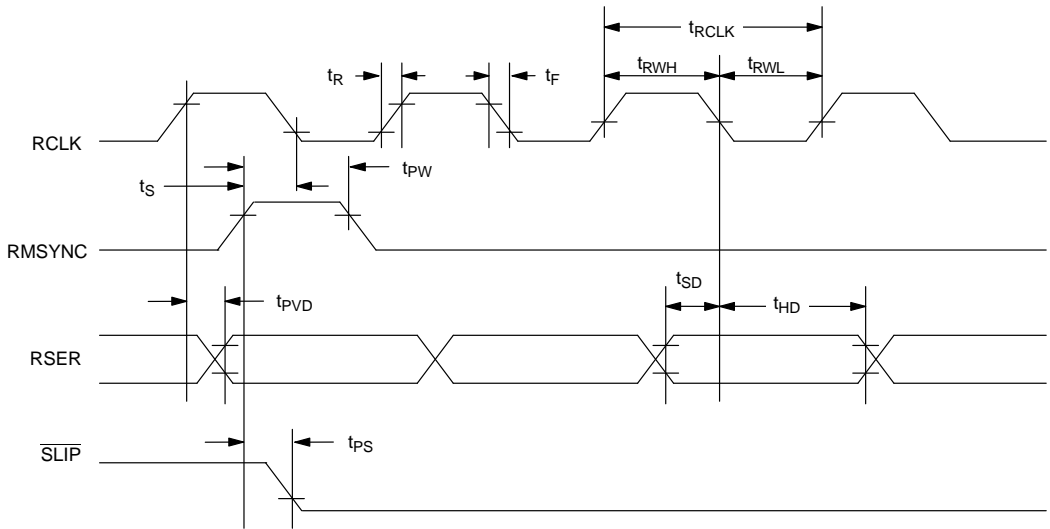 tRCLK
tR
tF
tRWH
tRWL
RCLK
tPW
tS
RMSYNC
tSD
tPVD
tHD
RSER
tPS
SLIP